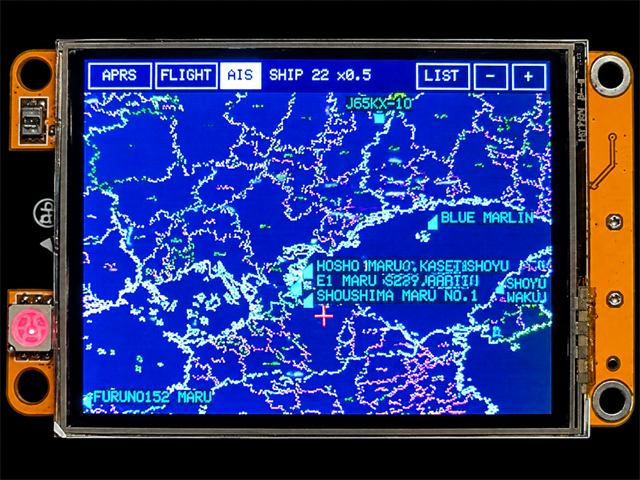 APRS FLIGHT AIS SHIP 22 x0.5 LIST - +
J65KX-10
BLUE MARLIN
HOSHO MARU KASEI SHOYU
E1 MARU
SHOUSHIMA MARU NO.1
SHOYU
WAKU
FURUNO152 MARU